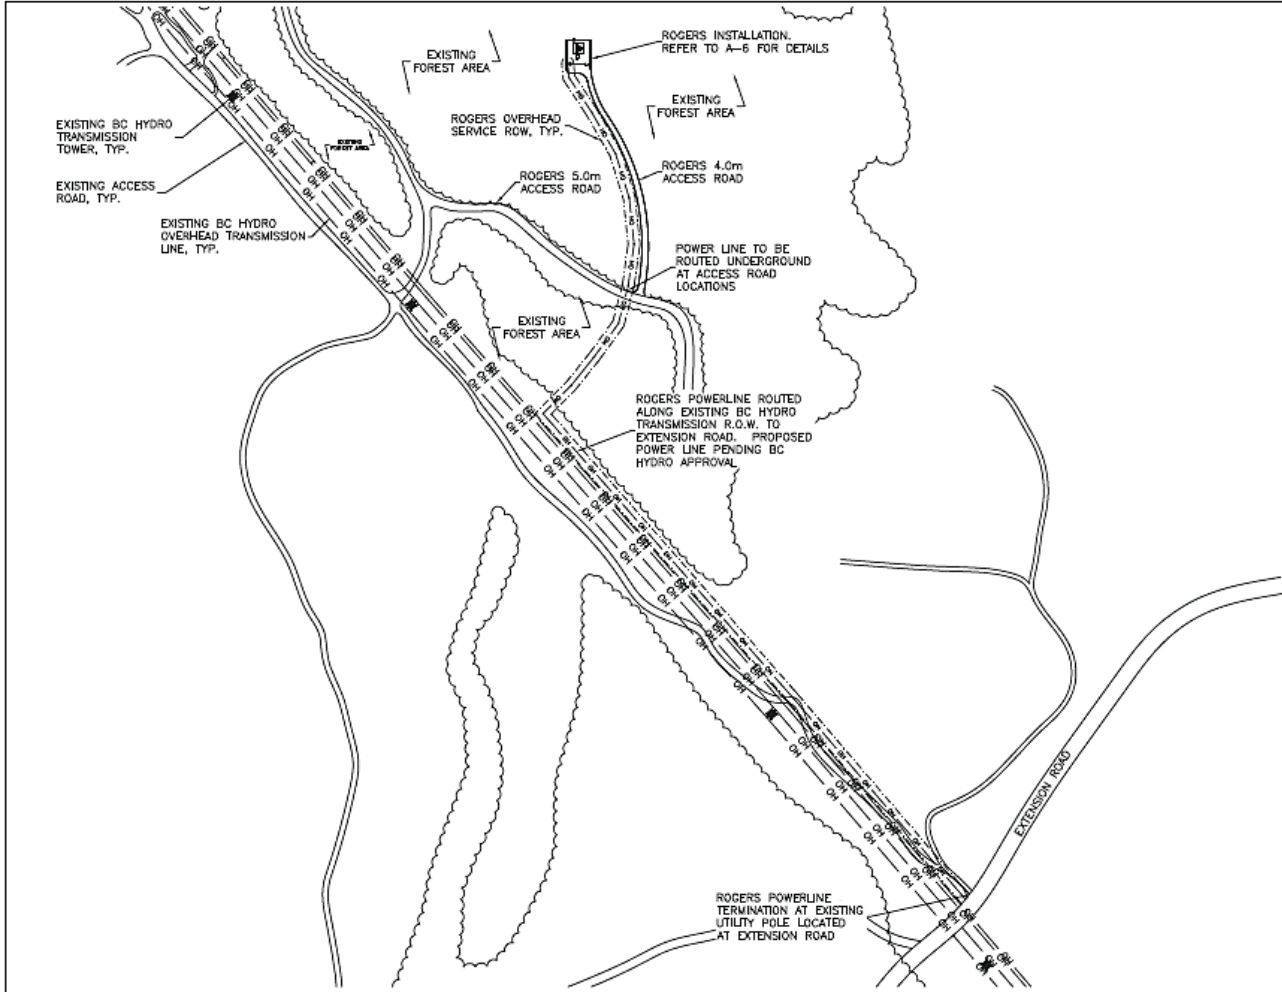 ROGERS INSTALLATION.
REFER TO A-6 FOR DETAILS
EXISTING
FOREST AREA
EXISTING
FOREST AREA
ROGERS OVERHEAD
SERVICE ROW, TYP.
EXISTING BC HYDRO
TRANSMISSION
TOWER, TYP.
EXISTING
FOREST AREA
ROGERS 4.0m
ACCESS ROAD
ROGERS 5.0m
ACCESS ROAD
EXISTING ACCESS
ROAD, TYP.
EXISTING BC HYDRO
OVERHEAD TRANSMISSION
LINE, TYP.
POWER LINE TO BE
ROUTED UNDERGROUND
AT ACCESS ROAD
LOCATIONS
EXISTING
FOREST AREA
ROGERS POWERLINE ROUTED
ALONG EXISTING BC HYDRO
TRANSMISSION R.O.W. TO
EXTENSION ROAD. PROPOSED
POWER LINE PENDING BC
HYDRO APPROVAL
EXTENSION ROAD
ROGERS POWERLINE
TERMINATION AT EXISTING
UTILITY POLE LOCATED
AT EXTENSION ROAD